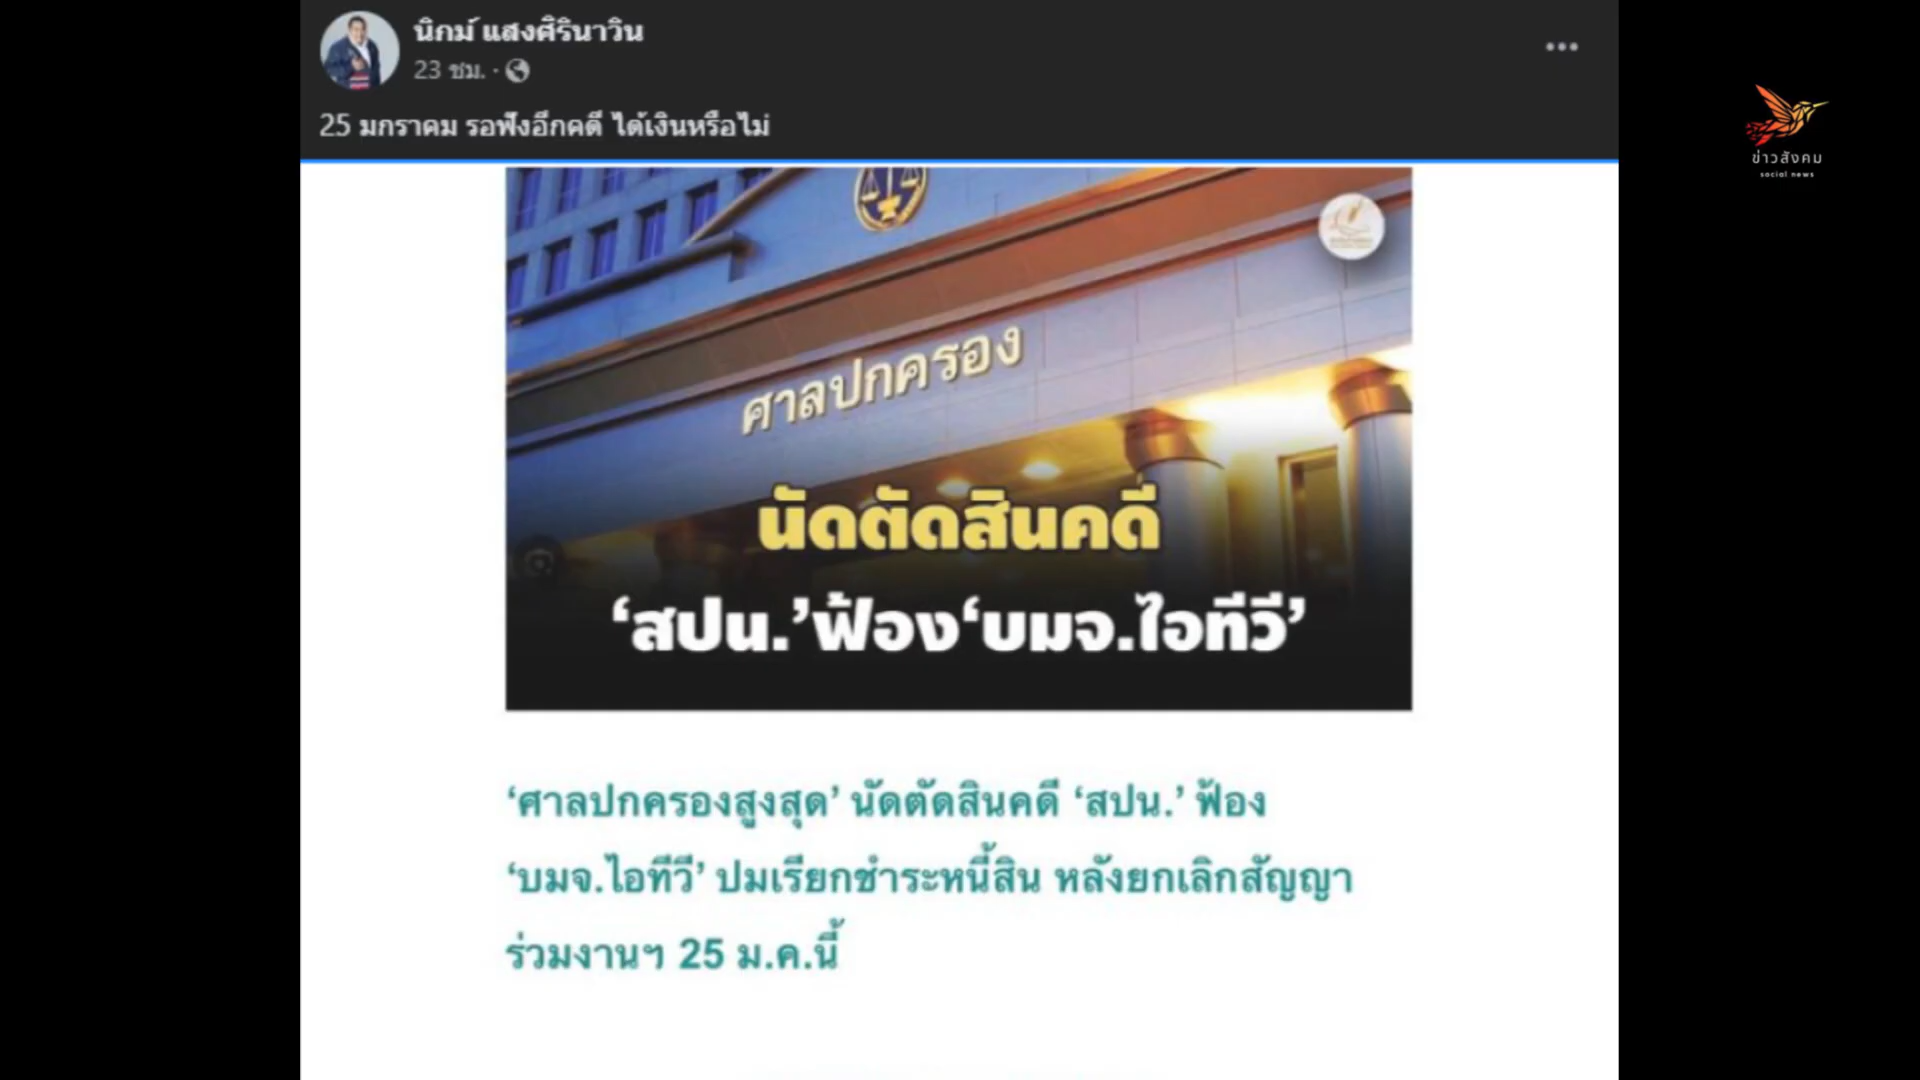 นิกม์ แสงศิรินาวิน
23 ชม. ·
25 มกราคม รอฟังอีกคดี ได้เงินหรือไม่
ข่าวสังคม
social news
ศาลปกครอง
นัดตัดสินคดี
‘สปน.’ฟ้อง‘บมจ.ไอทีวี’
‘ศาลปกครองสูงสุด’ นัดตัดสินคดี ‘สปน.’ ฟ้อง
‘บมจ.ไอทีวี’ ปมเรียกชำระหนี้สิน หลังยกเลิกสัญญา
ร่วมงานฯ 25 ม.ค.นี้